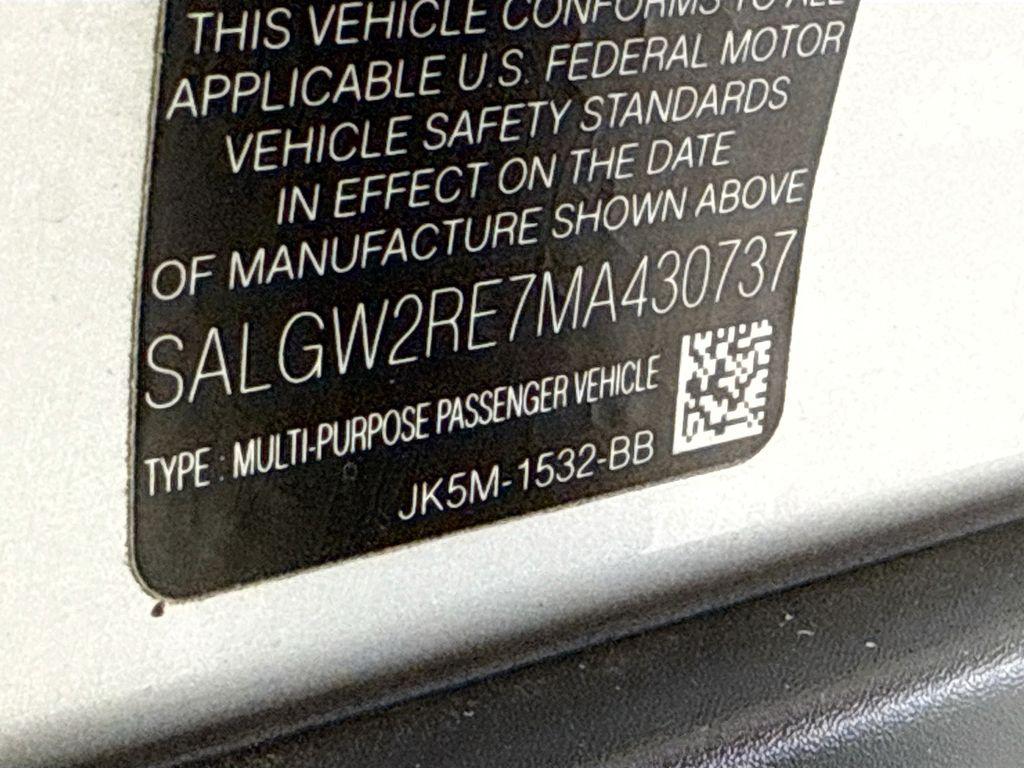 THIS VEHICLE CONFORMS TO ALL
APPLICABLE U.S. FEDERAL MOTOR
VEHICLE SAFETY STANDARDS
IN EFFECT ON THE DATE
OF MANUFACTURE SHOWN ABOVE
SALGW2RE7MA430737
TYPE : MULTI-PURPOSE PASSENGER VEHICLE
JK5M-1532-BB